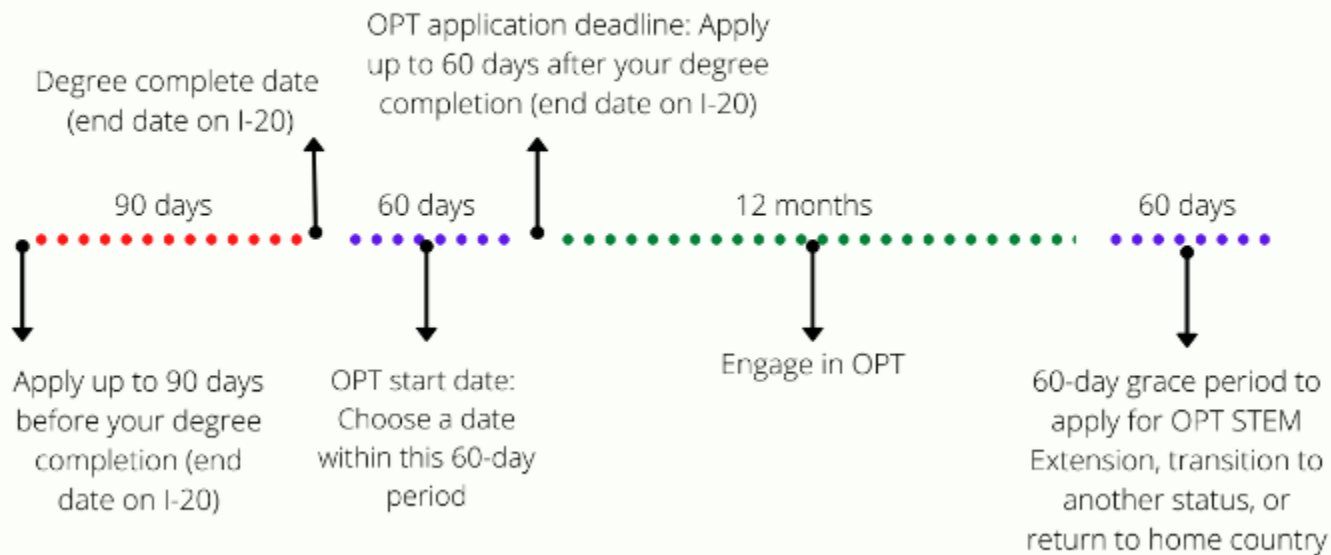 OPT application deadline: Apply
up to 60 days after your degree
completion (end date on I-20)
Degree complete date
(end date on I-20)
90 days
60 days
12 months
60 days
Apply up to 90 days
before your degree
completion (end
date on I-20)
OPT start date:
Choose a date
within this 60-day
period
Engage in OPT
60-day grace period to
apply for OPT STEM
Extension, transition to
another status, or
return to home country